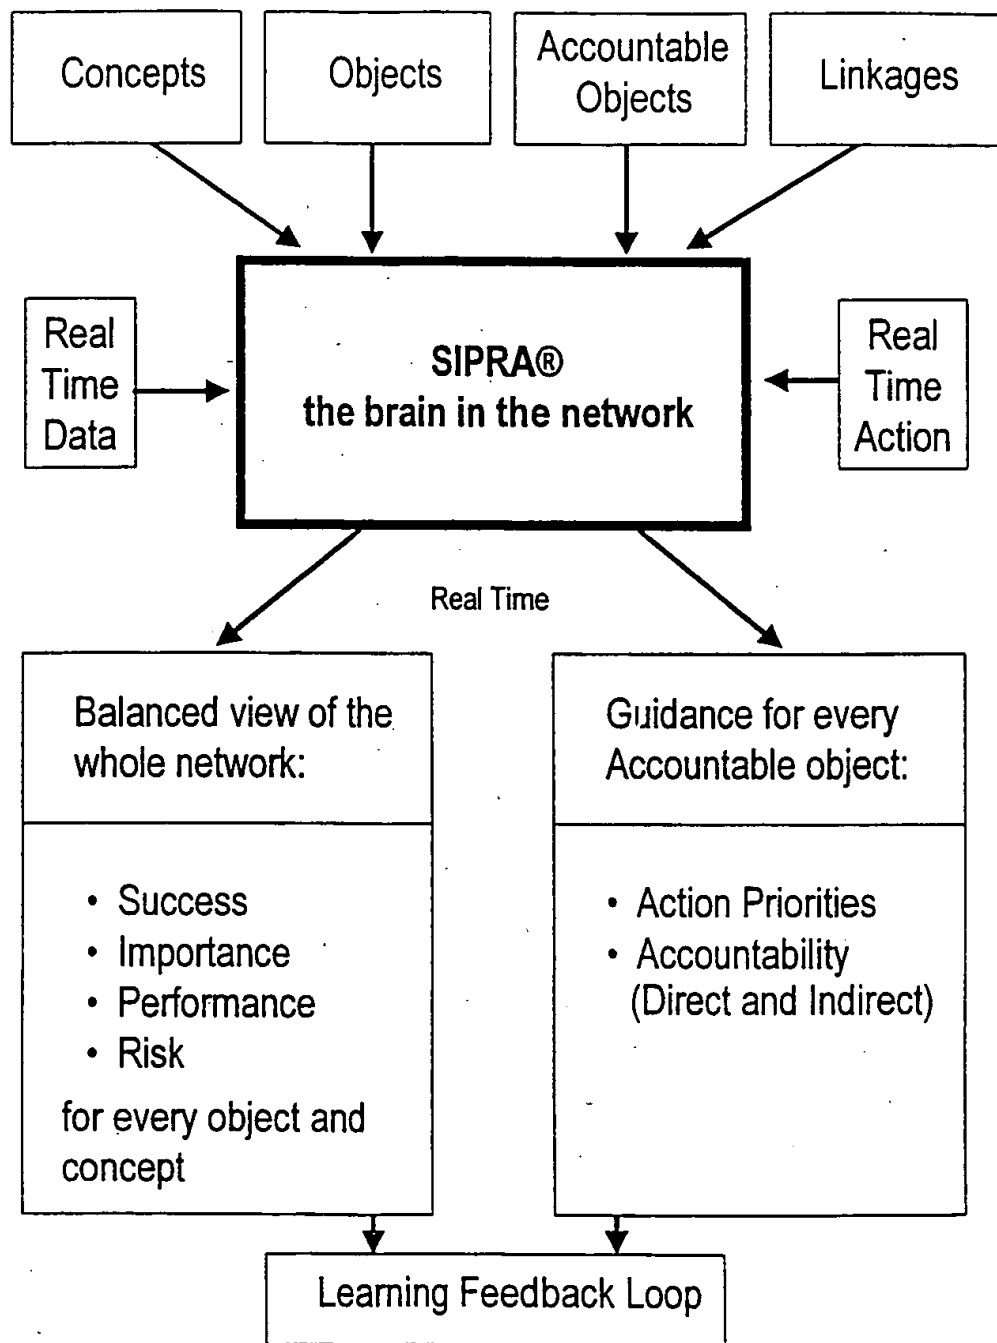 Concepts
Objects
Accountable
Objects
Linkages
Real
Time
Data
SIPRA®
the brain in the network
Real
Time
Action
Real Time
Balanced view of the
whole network:
• Success
• Importance
• Performance
• Risk
for every object and
concept
Guidance for every
Accountable object:
• Action Priorities
• Accountability
(Direct and Indirect)
Learning Feedback Loop